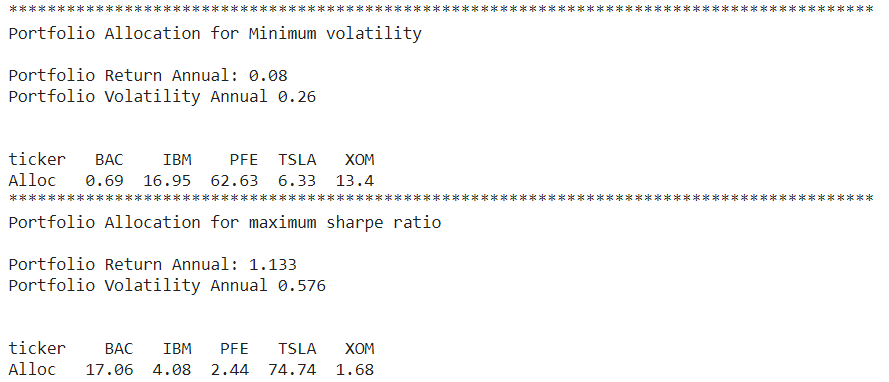 ******************************************************************************************
Portfolio Allocation for Minimum volatility
Portfolio Return Annual: 0.08
Portfolio Volatility Annual 0.26
ticker   BAC    IBM    PFE  TSLA   XOM
Alloc   0.69  16.95  62.63  6.33  13.4
******************************************************************************************
Portfolio Allocation for maximum sharpe ratio
Portfolio Return Annual: 1.133
Portfolio Volatility Annual 0.576
ticker    BAC   IBM   PFE   TSLA   XOM
Alloc   17.06  4.08  2.44  74.74  1.68